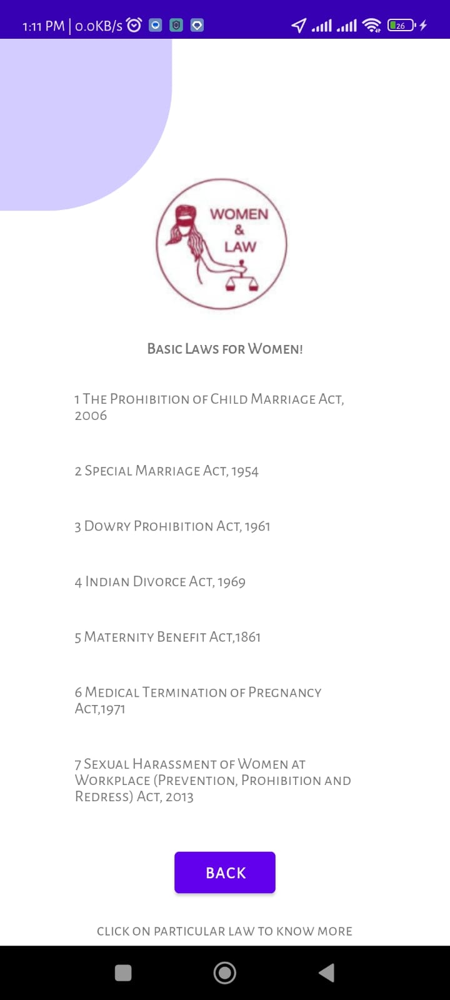 1:11 PM | 0.0KB/s 26
WOMEN
&
LAW
Basic Laws for Women!
1 The Prohibition of Child Marriage Act,
2006
2 Special Marriage Act, 1954
3 Dowry Prohibition Act, 1961
4 Indian Divorce Act, 1969
5 Maternity Benefit Act,1861
6 Medical Termination of Pregnancy
Act,1971
7 Sexual Harassment of Women at
Workplace (Prevention, Prohibition and
Redress) Act, 2013
BACK
CLICK ON PARTICULAR LAW TO KNOW MORE